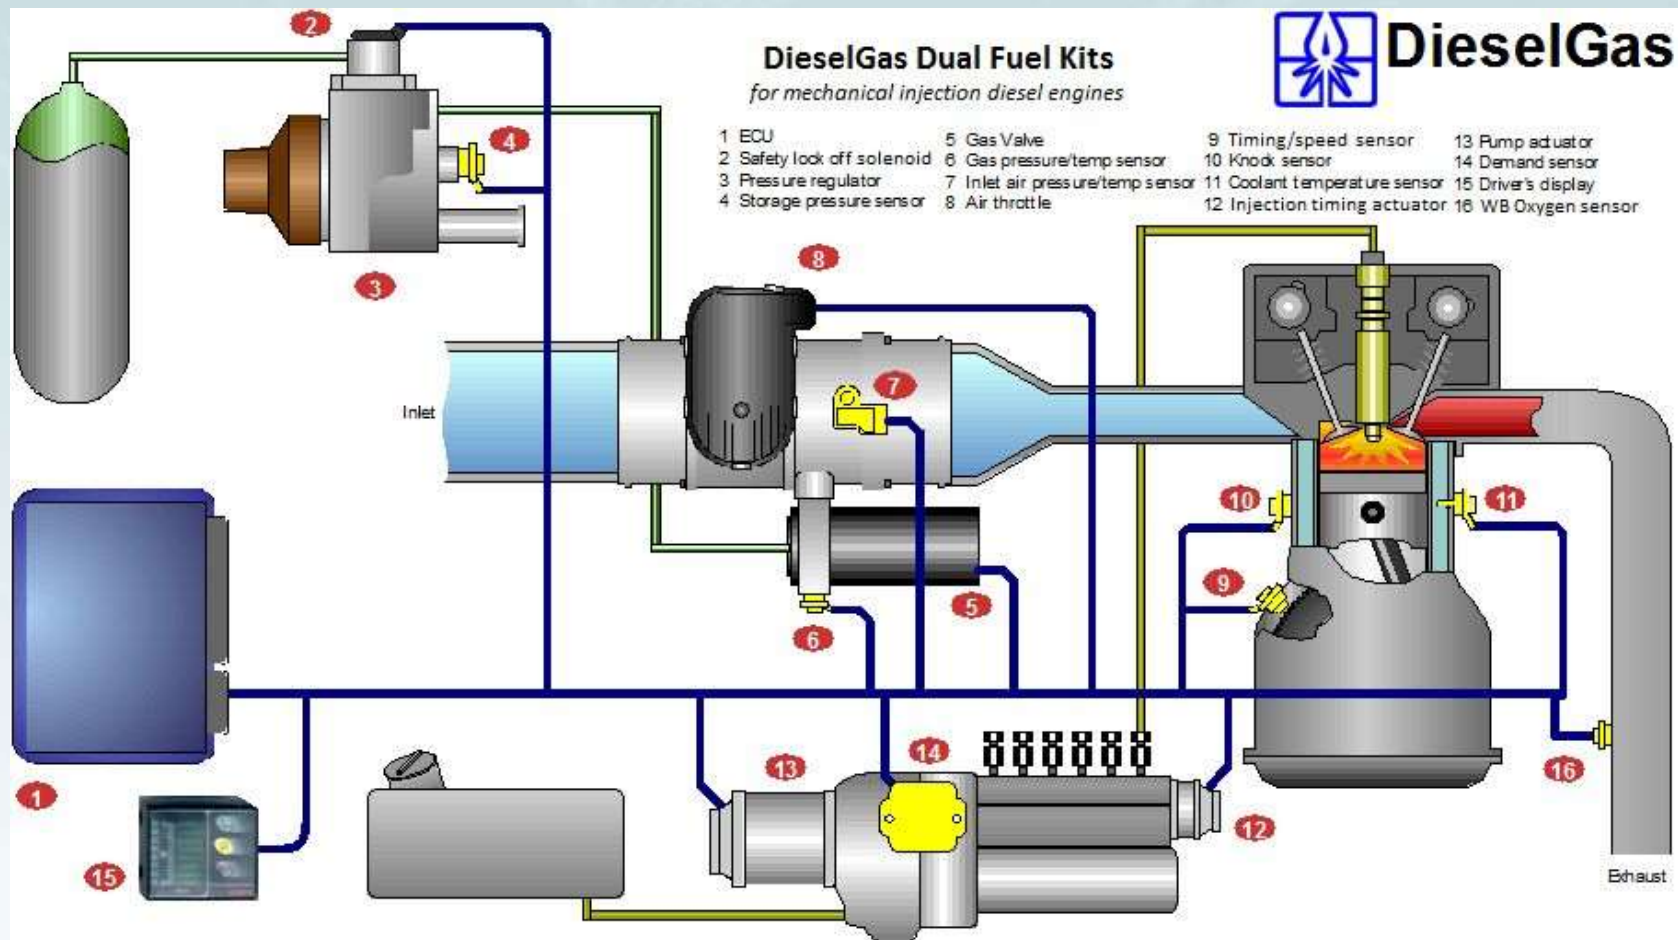 DieselGas Dual Fuel Kits
for mechanical injection diesel engines
DieselGas
1 ECU
2 Safety lock off solenoid
3 Pressure regulator
4 Storage pressure sensor
5 Gas Valve
6 Gas pressure/temp sensor
7 Inlet air pressure/temp sensor
8 Air throttle
9 Timing/speed sensor
10 Knock sensor
11 Coolant temperature sensor
12 Injection timing actuator
13 Pump actuator
14 Demand sensor
15 Driver's display
16 WB Oxygen sensor
2
4
3
8
7
Inlet
10
11
9
5
6
1
13
14
12
16
15
Exhaust